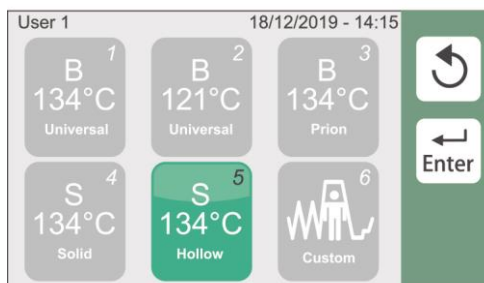 User 1 18/12/2019 - 14:15
1
B
134°C
Universal
2
B
121°C
Universal
3
B
134°C
Prion
4
S
134°C
Solid
5
S
134°C
Hollow
6
Custom
Enter